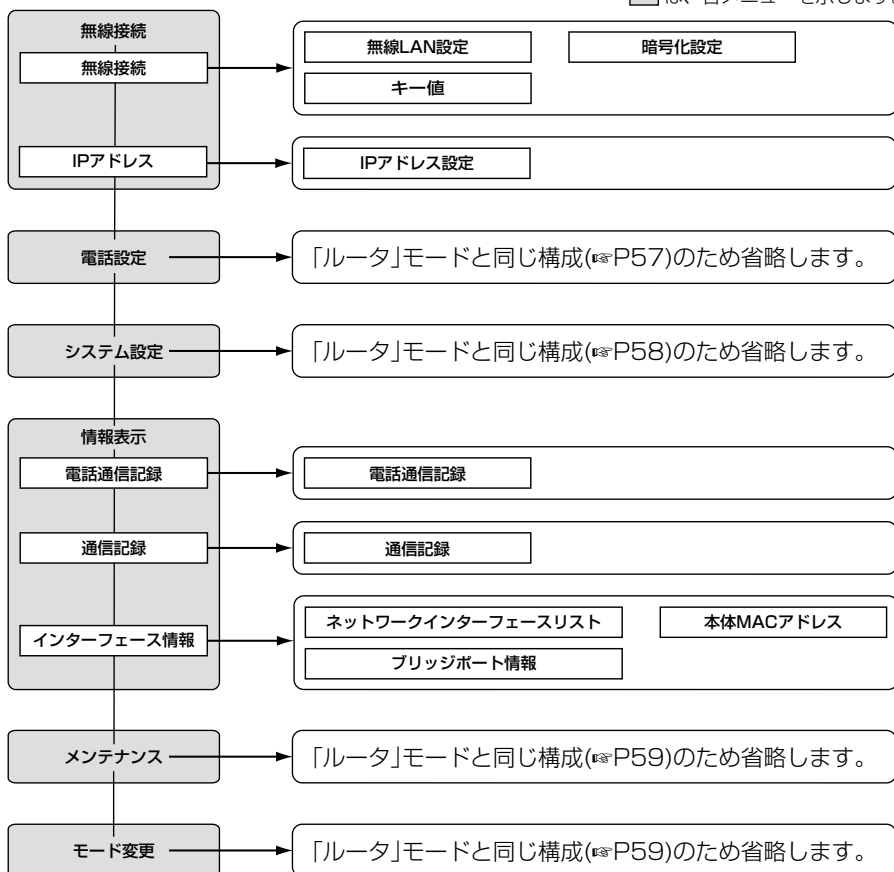 は、各メニューを示します。
無線接続
無線接続
無線LAN設定
暗号化設定
キー値
IPアドレス
IPアドレス設定
電話設定
「ルータ」モードと同じ構成(☞P57)のため省略します。
システム設定
「ルータ」モードと同じ構成(☞P58)のため省略します。
情報表示
電話通信記録
電話通信記録
通信記録
通信記録
インターフェース情報
ネットワークインターフェースリスト
本体MACアドレス
ブリッジポート情報
メンテナンス
「ルータ」モードと同じ構成(☞P59)のため省略します。
モード変更
「ルータ」モードと同じ構成(☞P59)のため省略します。